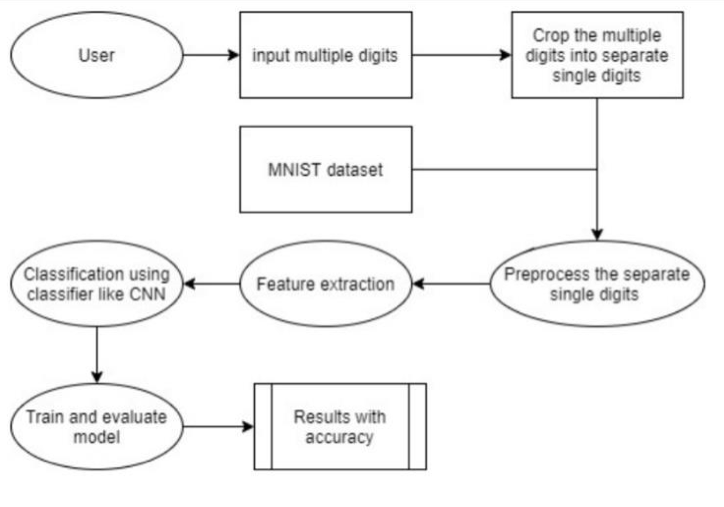 User
input multiple digits
Crop the multiple
digits into separate
single digits
MNIST dataset
Preprocess the separate
single digits
Feature extraction
Classification using
classifier like CNN
Train and evaluate
model
Results with
accuracy